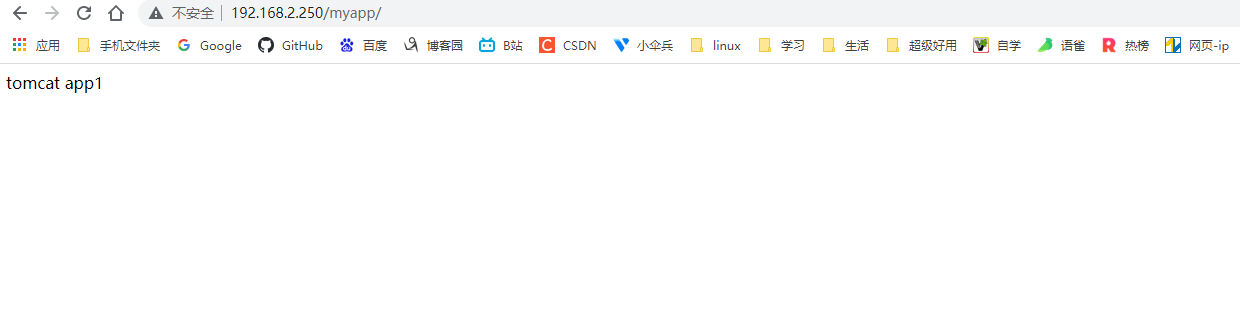 不安全 192.168.2.250/myapp/
应用 手机文件夹 Google GitHub 百度 博客园 B站 CSDN 小伞兵 linux 学习 生活 超级好用 自学 语雀 热榜 网页-ip
tomcat app1